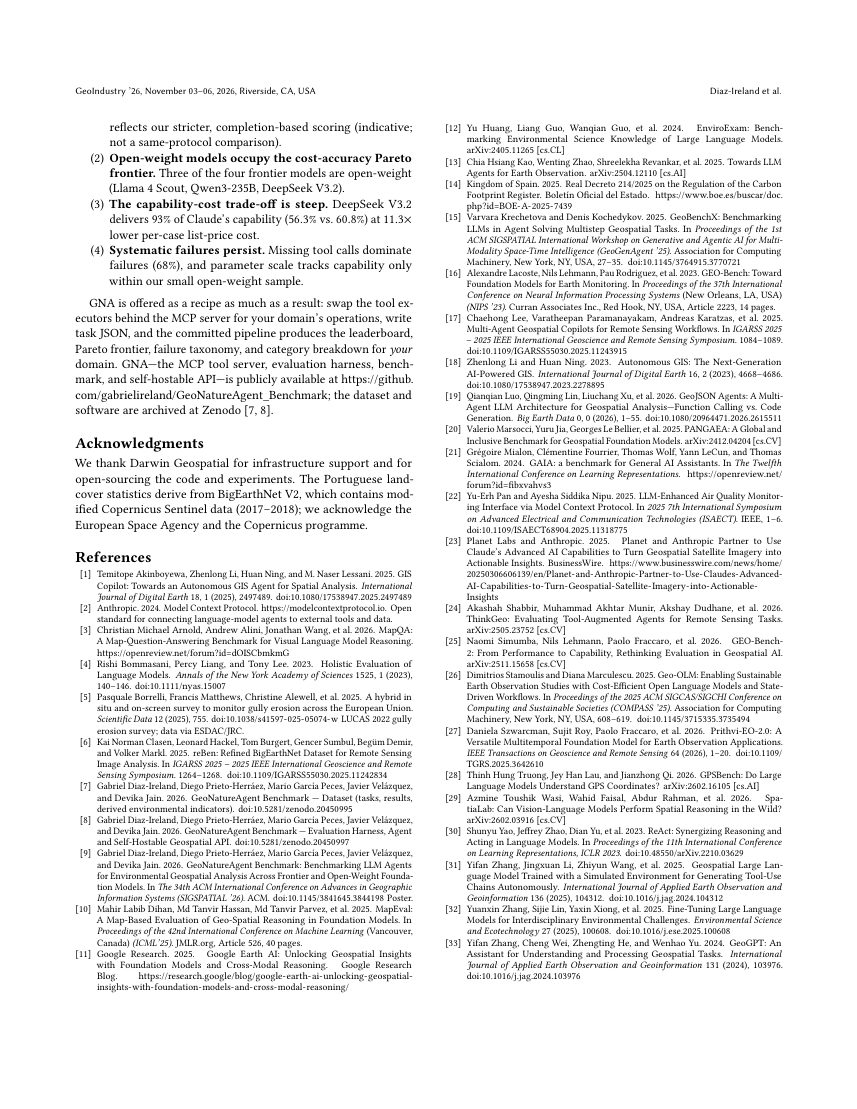 GeoIndustry '26, November 03–06, 2026, Riverside, CA, USA
Diaz-Ireland et al.
reflects our stricter, completion-based scoring (indicative;
not a same-protocol comparison).
(2) Open-weight models occupy the cost-accuracy Pareto
frontier. Three of the four frontier models are open-weight
(Llama 4 Scout, Qwen3-235B, DeepSeek V3.2).
(3) The capability-cost trade-off is steep. DeepSeek V3.2
delivers 93% of Claude's capability (56.3% vs. 60.8%) at 11.3×
lower per-case list-price cost.
(4) Systematic failures persist. Missing tool calls dominate
failures (68%), and parameter scale tracks capability only
within our small open-weight sample.
GNA is offered as a recipe as much as a result: swap the tool ex-
ecutors behind the MCP server for your domain's operations, write
task JSON, and the committed pipeline produces the leaderboard,
Pareto frontier, failure taxonomy, and category breakdown for your
domain. GNA—the MCP tool server, evaluation harness, bench-
mark, and self-hostable API—is publicly available at https://github.
com/gabrielireland/GeoNatureAgent_Benchmark; the dataset and
software are archived at Zenodo [7, 8].
Acknowledgments
We thank Darwin Geospatial for infrastructure support and for
open-sourcing the code and experiments. The Portuguese land-
cover statistics derive from BigEarthNet V2, which contains mod-
ified Copernicus Sentinel data (2017–2018); we acknowledge the
European Space Agency and the Copernicus programme.
References
[1] Temitope Akinboyewa, Zhenlong Li, Huan Ning, and M. Naser Lessani. 2025. GIS
Copilot: Towards an Autonomous GIS Agent for Spatial Analysis. International
Journal of Digital Earth 18, 1 (2025), 2497489. doi:10.1080/17538947.2025.2497489
[2] Anthropic. 2024. Model Context Protocol. https://modelcontextprotocol.io. Open
standard for connecting language-model agents to external tools and data.
[3] Christian Michael Arnold, Andrew Alini, Jonathan Wang, et al. 2026. MapQA:
A Map-Question-Answering Benchmark for Visual Language Model Reasoning.
https://openreview.net/forum?id=dOISCbmkmG
[4] Rishi Bommasani, Percy Liang, and Tony Lee. 2023. Holistic Evaluation of
Language Models. Annals of the New York Academy of Sciences 1525, 1 (2023),
140–146. doi:10.1111/nyas.15007
[5] Pasquale Borrelli, Francis Matthews, Christine Alewell, et al. 2025. A hybrid in
situ and on-screen survey to monitor gully erosion across the European Union.
Scientific Data 12 (2025), 755. doi:10.1038/s41597-025-05074-w LUCAS 2022 gully
erosion survey; data via ESDAC/JRC.
[6] Kai Norman Clasen, Leonard Hackel, Tom Burgert, Gencer Sumbul, Begüm Demir,
and Volker Markl. 2025. reBen: Refined BigEarthNet Dataset for Remote Sensing
Image Analysis. In IGARSS 2025 – 2025 IEEE International Geoscience and Remote
Sensing Symposium. 1264–1268. doi:10.1109/IGARSS55030.2025.11242834
[7] Gabriel Diaz-Ireland, Diego Prieto-Herráez, Mario García Peces, Javier Velázquez,
and Devika Jain. 2026. GeoNatureAgent Benchmark — Dataset (tasks, results,
derived environmental indicators). doi:10.5281/zenodo.20450995
[8] Gabriel Diaz-Ireland, Diego Prieto-Herráez, Mario Garcia Peces, Javier Velázquez,
and Devika Jain. 2026. GeoNatureAgent Benchmark — Evaluation Harness, Agent
and Self-Hostable Geospatial API. doi:10.5281/zenodo.20450997
[9] Gabriel Diaz-Ireland, Diego Prieto-Herráez, Mario Garcia Peces, Javier Velázquez,
and Devika Jain. 2026. GeoNatureAgent Benchmark: Benchmarking LLM Agents
for Environmental Geospatial Analysis Across Frontier and Open-Weight Founda-
tion Models. In The 34th ACM International Conference on Advances in Geographic
Information Systems (SIGSPATIAL '26). ACM. doi:10.1145/3841645.3844198 Poster.
[10] Mahir Labib Dihan, Md Tanvir Hassan, Md Tanvir Parvez, et al. 2025. MapEval:
A Map-Based Evaluation of Geo-Spatial Reasoning in Foundation Models. In
Proceedings of the 42nd International Conference on Machine Learning (Vancouver,
Canada) (ICML'25). JMLR.org, Article 526, 40 pages.
[11] Google Research. 2025. Google Earth AI: Unlocking Geospatial Insights
with Foundation Models and Cross-Modal Reasoning. Google Research
Blog. https://research.google/blog/google-earth-ai-unlocking-geospatial-
insights-with-foundation-models-and-cross-modal-reasoning/
[12] Yu Huang, Liang Guo, Wanqian Guo, et al. 2024. EnviroExam: Bench-
marking Environmental Science Knowledge of Large Language Models.
arXiv:2405.11265 [cs.CL]
[13] Chia Hsiang Kao, Wenting Zhao, Shreelekha Revankar, et al. 2025. Towards LLM
Agents for Earth Observation. arXiv:2504.12110 [cs.AI]
[14] Kingdom of Spain. 2025. Real Decreto 214/2025 on the Regulation of the Carbon
Footprint Register. Boletín Oficial del Estado. https://www.boe.es/buscar/doc.
php?id=BOE-A-2025-7439
[15] Varvara Krechetova and Denis Kochedykov. 2025. GeoBenchX: Benchmarking
LLMs in Agent Solving Multistep Geospatial Tasks. In Proceedings of the 1st
ACM SIGSPATIAL International Workshop on Generative and Agentic AI for Multi-
Modality Space-Time Intelligence (GeoGenAgent '25). Association for Computing
Machinery, New York, NY, USA, 27–35. doi:10.1145/3764915.3770721
[16] Alexandre Lacoste, Nils Lehmann, Pau Rodriguez, et al. 2023. GEO-Bench: Toward
Foundation Models for Earth Monitoring. In Proceedings of the 37th International
Conference on Neural Information Processing Systems (New Orleans, LA, USA)
(NIPS '23). Curran Associates Inc., Red Hook, NY, USA, Article 2223, 14 pages.
[17] Chaehong Lee, Varatheepan Paramanayakam, Andreas Karatzas, et al. 2025.
Multi-Agent Geospatial Copilots for Remote Sensing Workflows. In IGARSS 2025
– 2025 IEEE International Geoscience and Remote Sensing Symposium. 1084–1089.
doi:10.1109/IGARSS55030.2025.11243915
[18] Zhenlong Li and Huan Ning. 2023. Autonomous GIS: The Next-Generation
AI-Powered GIS. International Journal of Digital Earth 16, 2 (2023), 4668–4686.
doi:10.1080/17538947.2023.2278895
[19] Qianqian Luo, Qingming Lin, Liuchang Xu, et al. 2026. GeoJSON Agents: A Multi-
Agent LLM Architecture for Geospatial Analysis—Function Calling vs. Code
Generation. Big Earth Data 0, 0 (2026), 1–55. doi:10.1080/20964471.2026.2615511
[20] Valerio Marsocci, Yuru Jia, Georges Le Bellier, et al. 2025. PANGAEA: A Global and
Inclusive Benchmark for Geospatial Foundation Models. arXiv:2412.04204 [cs.CV]
[21] Grégoire Mialon, Clémentine Fourrier, Thomas Wolf, Yann LeCun, and Thomas
Scialom. 2024. GAIA: a benchmark for General AI Assistants. In The Twelfth
International Conference on Learning Representations. https://openreview.net/
forum?id=fibxvahvs3
[22] Yu-Erh Pan and Ayesha Siddika Nipu. 2025. LLM-Enhanced Air Quality Monitor-
ing Interface via Model Context Protocol. In 2025 7th International Symposium
on Advanced Electrical and Communication Technologies (ISAECT). IEEE, 1–6.
doi:10.1109/ISAECT68904.2025.11318775
[23] Planet Labs and Anthropic. 2025. Planet and Anthropic Partner to Use
Claude's Advanced AI Capabilities to Turn Geospatial Satellite Imagery into
Actionable Insights. BusinessWire. https://www.businesswire.com/news/home/
20250306606139/en/Planet-and-Anthropic-Partner-to-Use-Claudes-Advanced-
AI-Capabilities-to-Turn-Geospatial-Satellite-Imagery-into-Actionable-
Insights
[24] Akashah Shabbir, Muhammad Akhtar Munir, Akshay Dudhane, et al. 2026.
ThinkGeo: Evaluating Tool-Augmented Agents for Remote Sensing Tasks.
arXiv:2505.23752 [cs.CV]
[25] Naomi Simumba, Nils Lehmann, Paolo Fraccaro, et al. 2026. GEO-Bench-
2: From Performance to Capability, Rethinking Evaluation in Geospatial AI.
arXiv:2511.15658 [cs.CV]
[26] Dimitrios Stamoulis and Diana Marculescu. 2025. Geo-OLM: Enabling Sustainable
Earth Observation Studies with Cost-Efficient Open Language Models and State-
Driven Workflows. In Proceedings of the 2025 ACM SIGCAS/SIGCHI Conference on
Computing and Sustainable Societies (COMPASS '25). Association for Computing
Machinery, New York, NY, USA, 608–619. doi:10.1145/3715335.3735494
[27] Daniela Szwarcman, Sujit Roy, Paolo Fraccaro, et al. 2026. Prithvi-EO-2.0: A
Versatile Multitemporal Foundation Model for Earth Observation Applications.
IEEE Transactions on Geoscience and Remote Sensing 64 (2026), 1–20. doi:10.1109/
TGRS.2025.3642610
[28] Thinh Hung Truong, Jey Han Lau, and Jianzhong Qi. 2026. GPSBench: Do Large
Language Models Understand GPS Coordinates? arXiv:2602.16105 [cs.AI]
[29] Azmine Toushik Wasi, Wahid Faisal, Abdur Rahman, et al. 2026. Spa-
tiaLab: Can Vision-Language Models Perform Spatial Reasoning in the Wild?
arXiv:2602.03916 [cs.CV]
[30] Shunyu Yao, Jeffrey Zhao, Dian Yu, et al. 2023. ReAct: Synergizing Reasoning and
Acting in Language Models. In Proceedings of the 11th International Conference
on Learning Representations, ICLR 2023. doi:10.48550/arXiv.2210.03629
[31] Yifan Zhang, Jingxuan Li, Zhiyun Wang, et al. 2025. Geospatial Large Lan-
guage Model Trained with a Simulated Environment for Generating Tool-Use
Chains Autonomously. International Journal of Applied Earth Observation and
Geoinformation 136 (2025), 104312. doi:10.1016/j.jag.2024.104312
[32] Yuanxin Zhang, Sijie Lin, Yaxin Xiong, et al. 2025. Fine-Tuning Large Language
Models for Interdisciplinary Environmental Challenges. Environmental Science
and Ecotechnology 27 (2025), 100608. doi:10.1016/j.ese.2025.100608
[33] Yifan Zhang, Cheng Wei, Zhengting He, and Wenhao Yu. 2024. GeoGPT: An
Assistant for Understanding and Processing Geospatial Tasks. International
Journal of Applied Earth Observation and Geoinformation 131 (2024), 103976.
doi:10.1016/j.jag.2024.103976